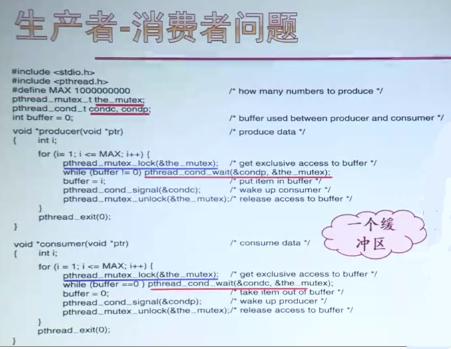 生产者-消费者问题
#include <stdio.h>
#include <pthread.h>
#define MAX 1000000000 /* how many numbers to produce */
pthread_mutex_t the_mutex;
pthread_cond_t condc, condp;
int buffer = 0; /* buffer used between producer and consumer */
void *producer(void *ptr) /* produce data */
{ int i;
for (i= 1; i <= MAX; i++) {
pthread_mutex_lock(&the_mutex); /* get exclusive access to buffer */
while (buffer != 0) pthread_cond_wait(&condp, &the_mutex);
buffer = i; /* put item in buffer */
pthread_cond_signal(&condc); /* wake up consumer */
pthread_mutex_unlock(&the_mutex); /* release access to buffer */
}
pthread_exit(0);
}
一个缓
冲区
void *consumer(void *ptr) /* consume data */
{ int i;
for (i = 1; i <= MAX; i++) {
pthread_mutex_lock(&the_mutex); /* get exclusive access to buffer */
while (buffer ==0 ) pthread_cond_wait(&condc, &the_mutex);
buffer = 0; /* take item out of buffer */
pthread_cond_signal(&condp); /* wake up producer */
pthread_mutex_unlock(&the_mutex); /* release access to buffer */
}
pthread_exit(0);
}